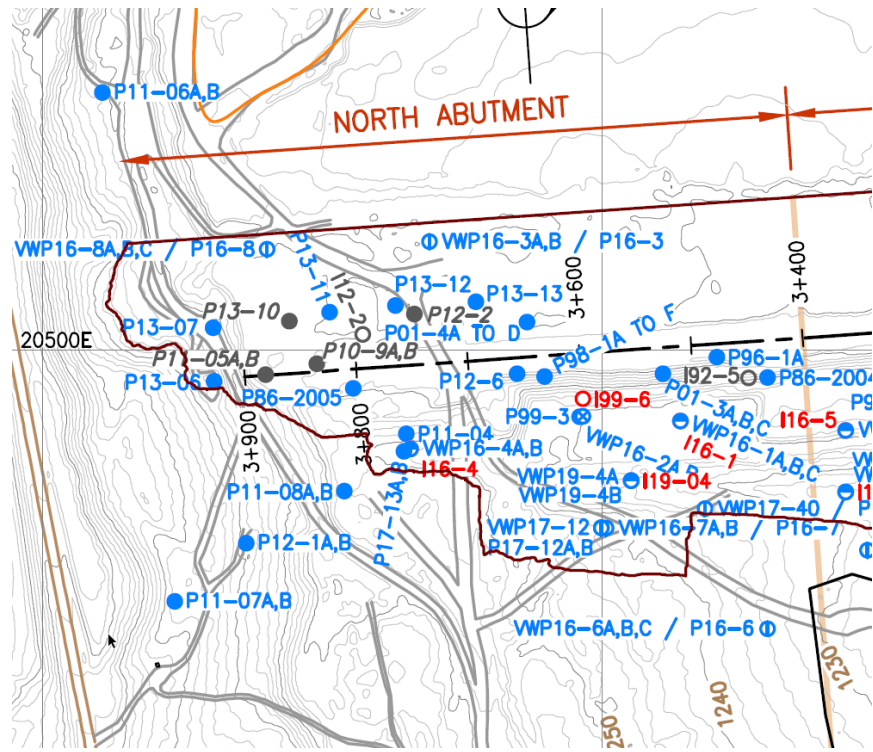 P11-06A,B
NORTH ABUTMENT
VWP16-8A,B,C / P16-8
VWP16-3A,B / P16-3
P13-11
I12-2
P13-12
P13-13
3+600
3+400
P13-10
P12-2
P13-07
P01-4A TO D
20500E
P98-1A TO F
P11-05A,B
P10-9A,B
P96-1A
P13-06
P86-2005
P12-6
I92-5
P86-2004
I99-6
P01-3A,B,C
P99-3
I16-5
3+900
3+800
P11-04
VWP16-4A,B
VWP16-1A,B,C
I16-1
I16-4
VWP16-2A,B
VWP19-4A
VWP19-4B
I19-04
P11-08A,B
P17-13A,B
VWP17-40
VWP17-12
P17-12A,B
VWP16-7A,B / P16-7
P12-1A,B
P11-07A,B
VWP16-6A,B,C / P16-6
1230
1240
250